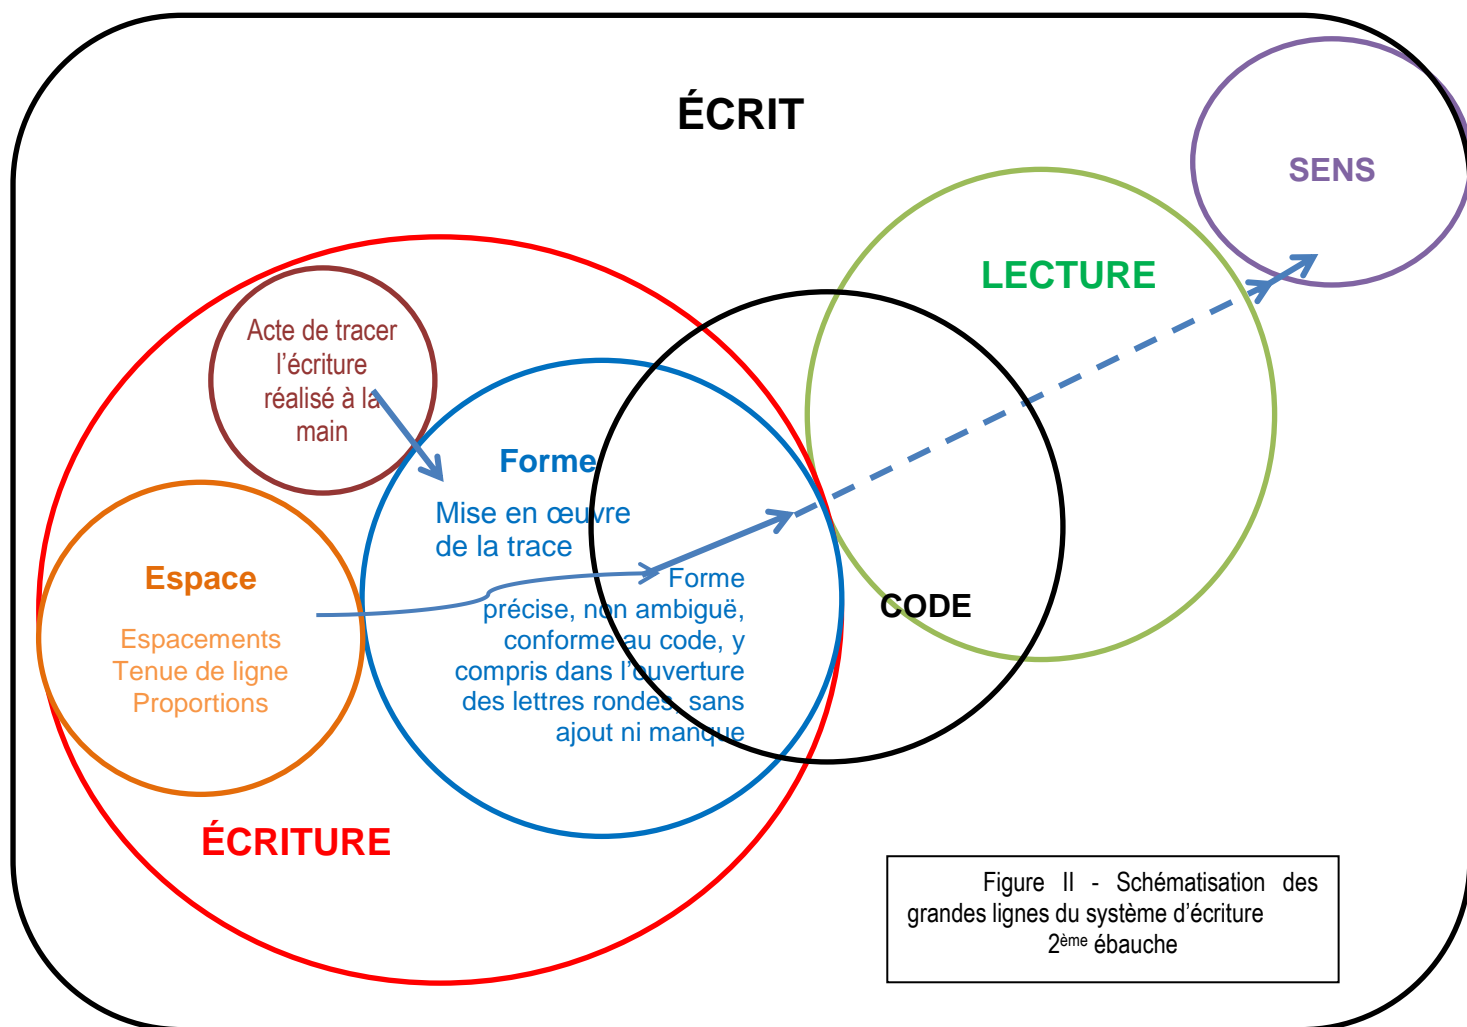 ÉCRIT
SENS
LECTURE
Acte de tracer
l’écriture
réalisé à la
main
Forme
Mise en œuvre
de la trace
Espace
Espacements
Tenue de ligne
Proportions
Forme
précise, non ambiguë,
conforme au code, y
compris dans l’ouverture
des lettres rondes, sans
ajout ni manque
CODE
ÉCRITURE
Figure II - Schématisation des
grandes lignes du système d’écriture
2ème ébauche